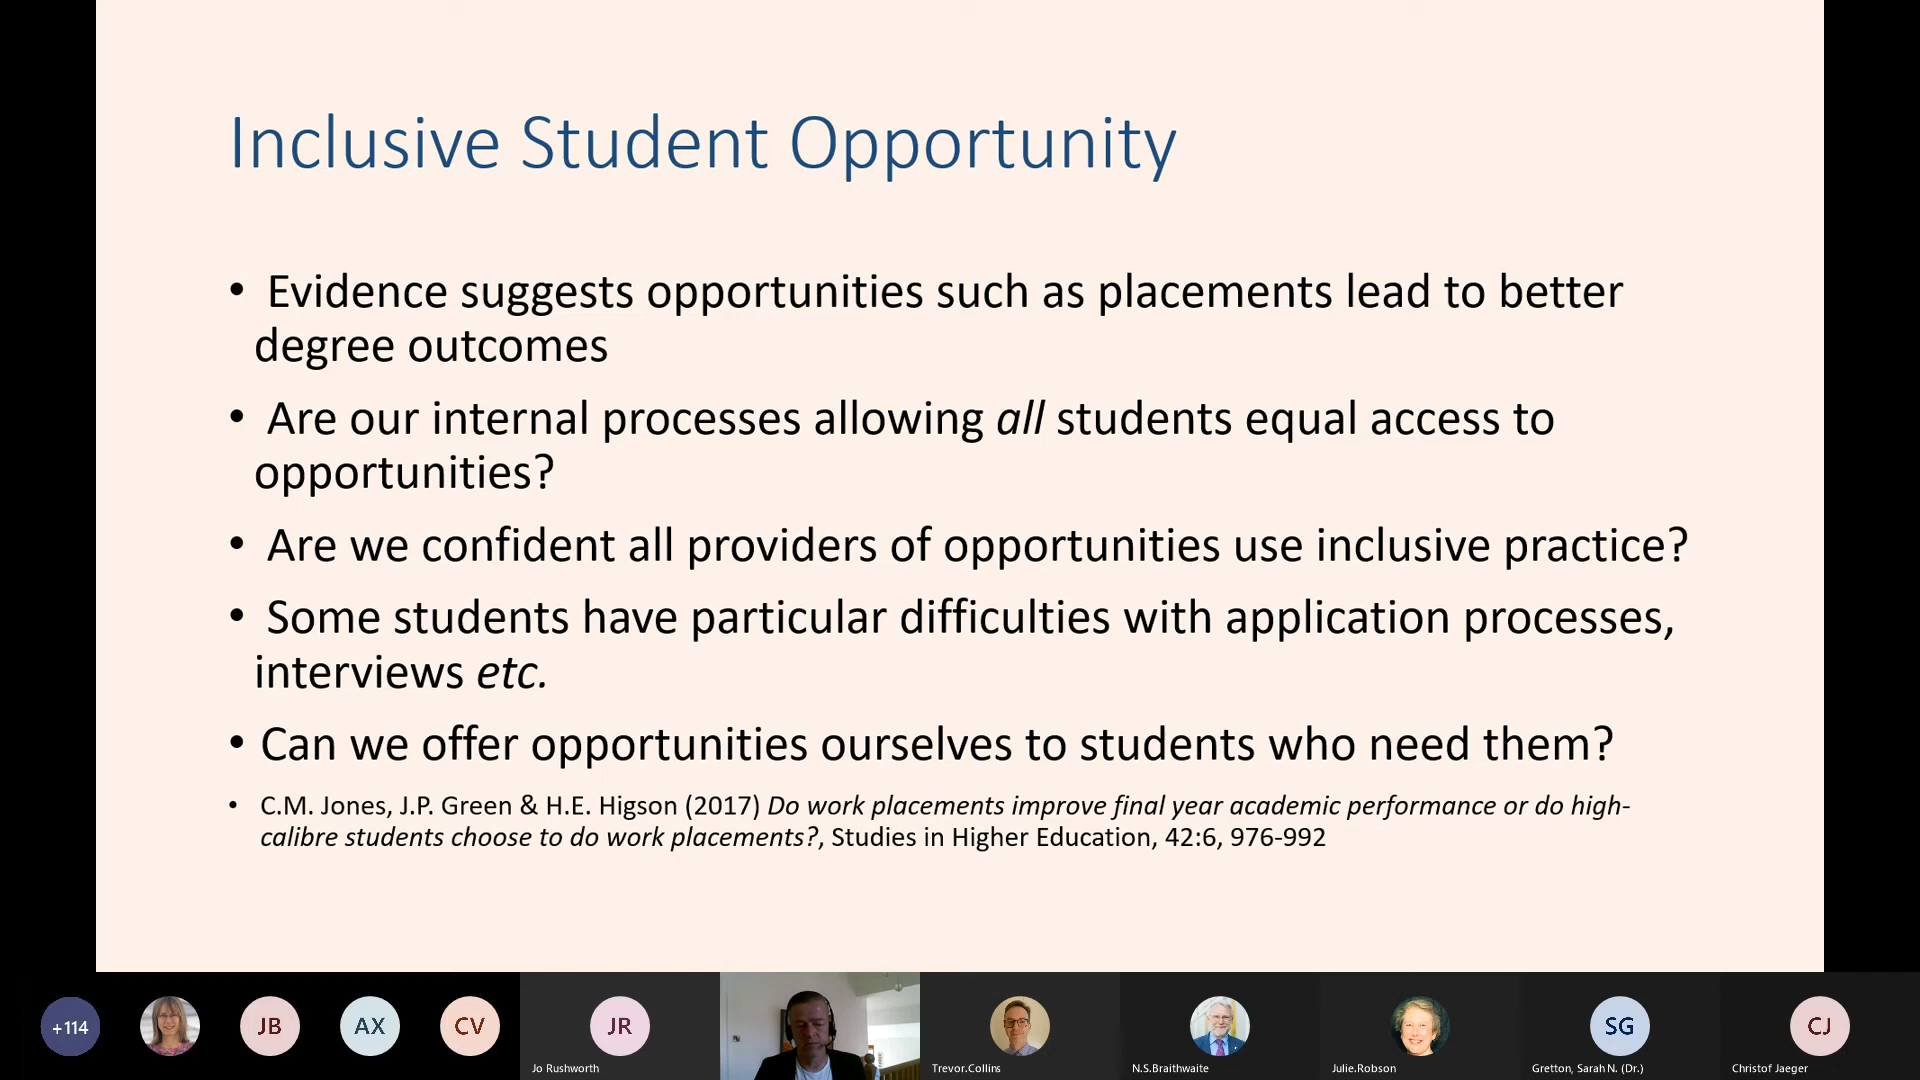 Inclusive Student Opportunity
• Evidence suggests opportunities such as placements lead to better
degree outcomes
• Are our internal processes allowing all students equal access to
opportunities?
• Are we confident all providers of opportunities use inclusive practice?
• Some students have particular difficulties with application processes,
interviews etc.
• Can we offer opportunities ourselves to students who need them?
• C.M. Jones, J.P. Green & H.E. Higson (2017) Do work placements improve final year academic performance or do high-
calibre students choose to do work placements?, Studies in Higher Education, 42:6, 976-992
+114
JB
AX
CV
JR
SG
CJ
Jo Rushworth
Trevor.Collins
N.S.Braithwaite
Julie.Robson
Gretton, Sarah N. (Dr.)
Christof Jaeger